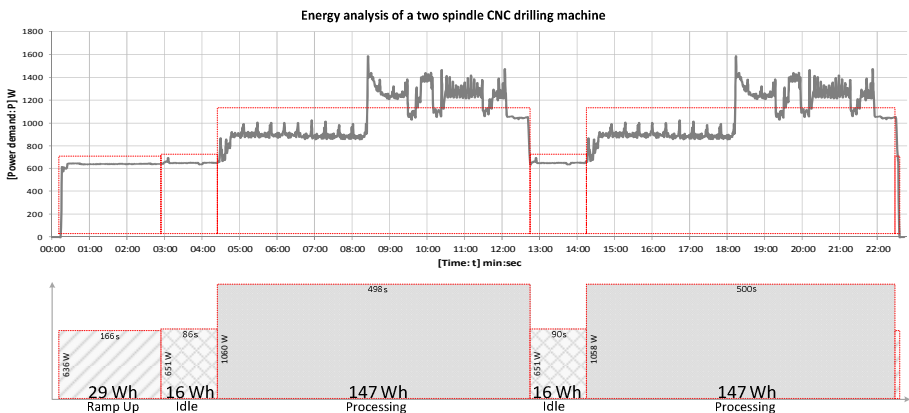 Energy analysis of a two spindle CNC drilling machine
[Power demand:P] W
1800
1600
1400
1200
1000
800
600
400
200
0
00:00 01:00 02:00 03:00 04:00 05:00 06:00 07:00 08:00 09:00 10:00 11:00 12:00 13:00 14:00 15:00 16:00 17:00 18:00 19:00 20:00 21:00 22:00
[Time: t] min:sec
166s 86s 498s 90s 500s
636 W 651 W 1060 W 651 W 1058 W
29 Wh 16 Wh 147 Wh 16 Wh 147 Wh
Ramp Up Idle Processing Idle Processing